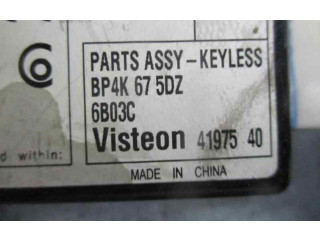 PARTS ASSY-KEYLESS
BP4K 67 5DZ
6B03C
Visteon 41975 40
d within:
MADE IN CHINA